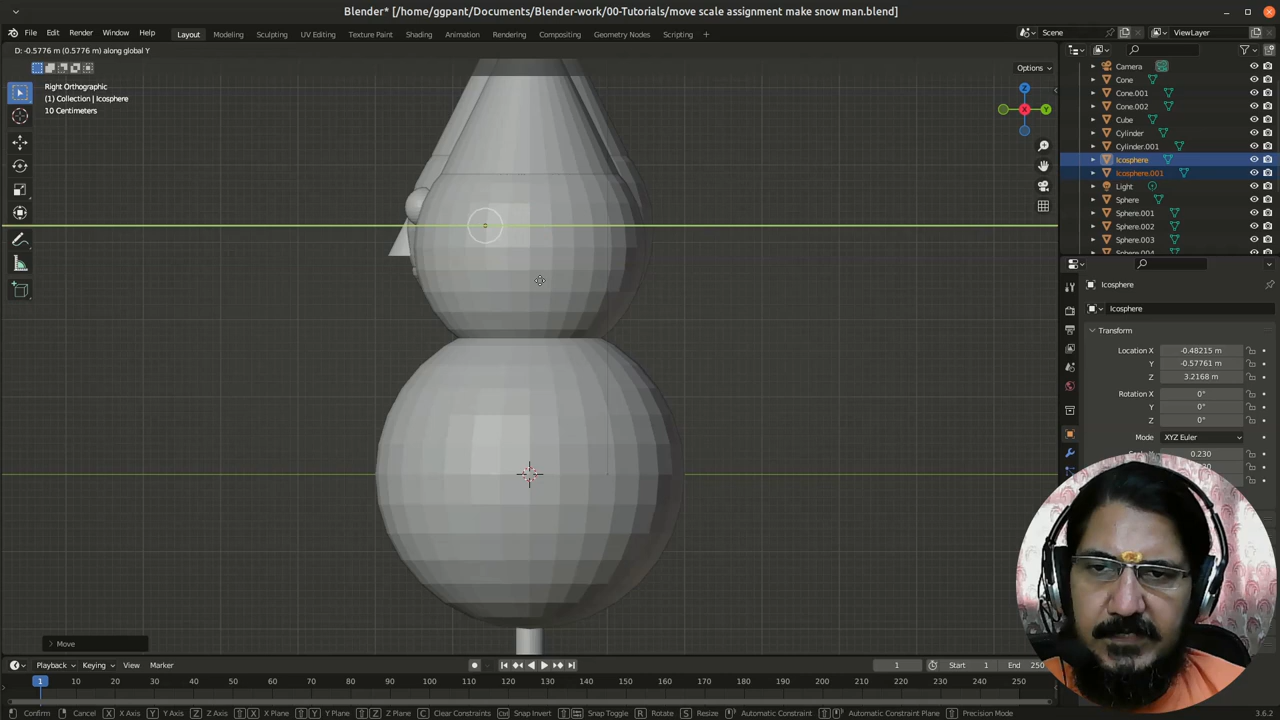 Blender* [/home/ggpant/Documents/Blender-work/00-Tutorials/move scale assignment make snow man.blend]
File Edit Render Window Help Layout Modeling Sculpting UV Editing Texture Paint Shading Animation Rendering Compositing Geometry Nodes Scripting + Scene ViewLayer
D: -0.5776 m (0.5776 m) along global Y
Options
Right Orthographic
(1) Collection | Icosphere
10 Centimeters
Z
X
Y
Camera
Cone
Cone.001
Cone.002
Cube
Cylinder
Cylinder.001
Icosphere
Icosphere.001
Light
Sphere
Sphere.001
Sphere.002
Sphere.003
Sphere.004
Icosphere
Icosphere
Transform
Location X -0.48215 m
Y -0.57761 m
Z 3.2168 m
Rotation X 0°
Y 0°
Z 0°
Mode XYZ Euler
0.230
Move
Playback Keying View Marker 1 Start 1 End 250
1 10 20 30 40 50 60 70 80 90 100 110 120 130 140 150 160 170 180 190 200 210 220 230 240 250
Confirm Cancel X X Axis Y Y Axis Z Z Axis X X Plane Y Y Plane Z Z Plane C Clear Constraints Ctrl Snap Invert Snap Toggle G Move R Rotate S Resize Automatic Constraint Automatic Constraint Plane Precision Mode 3.6.2